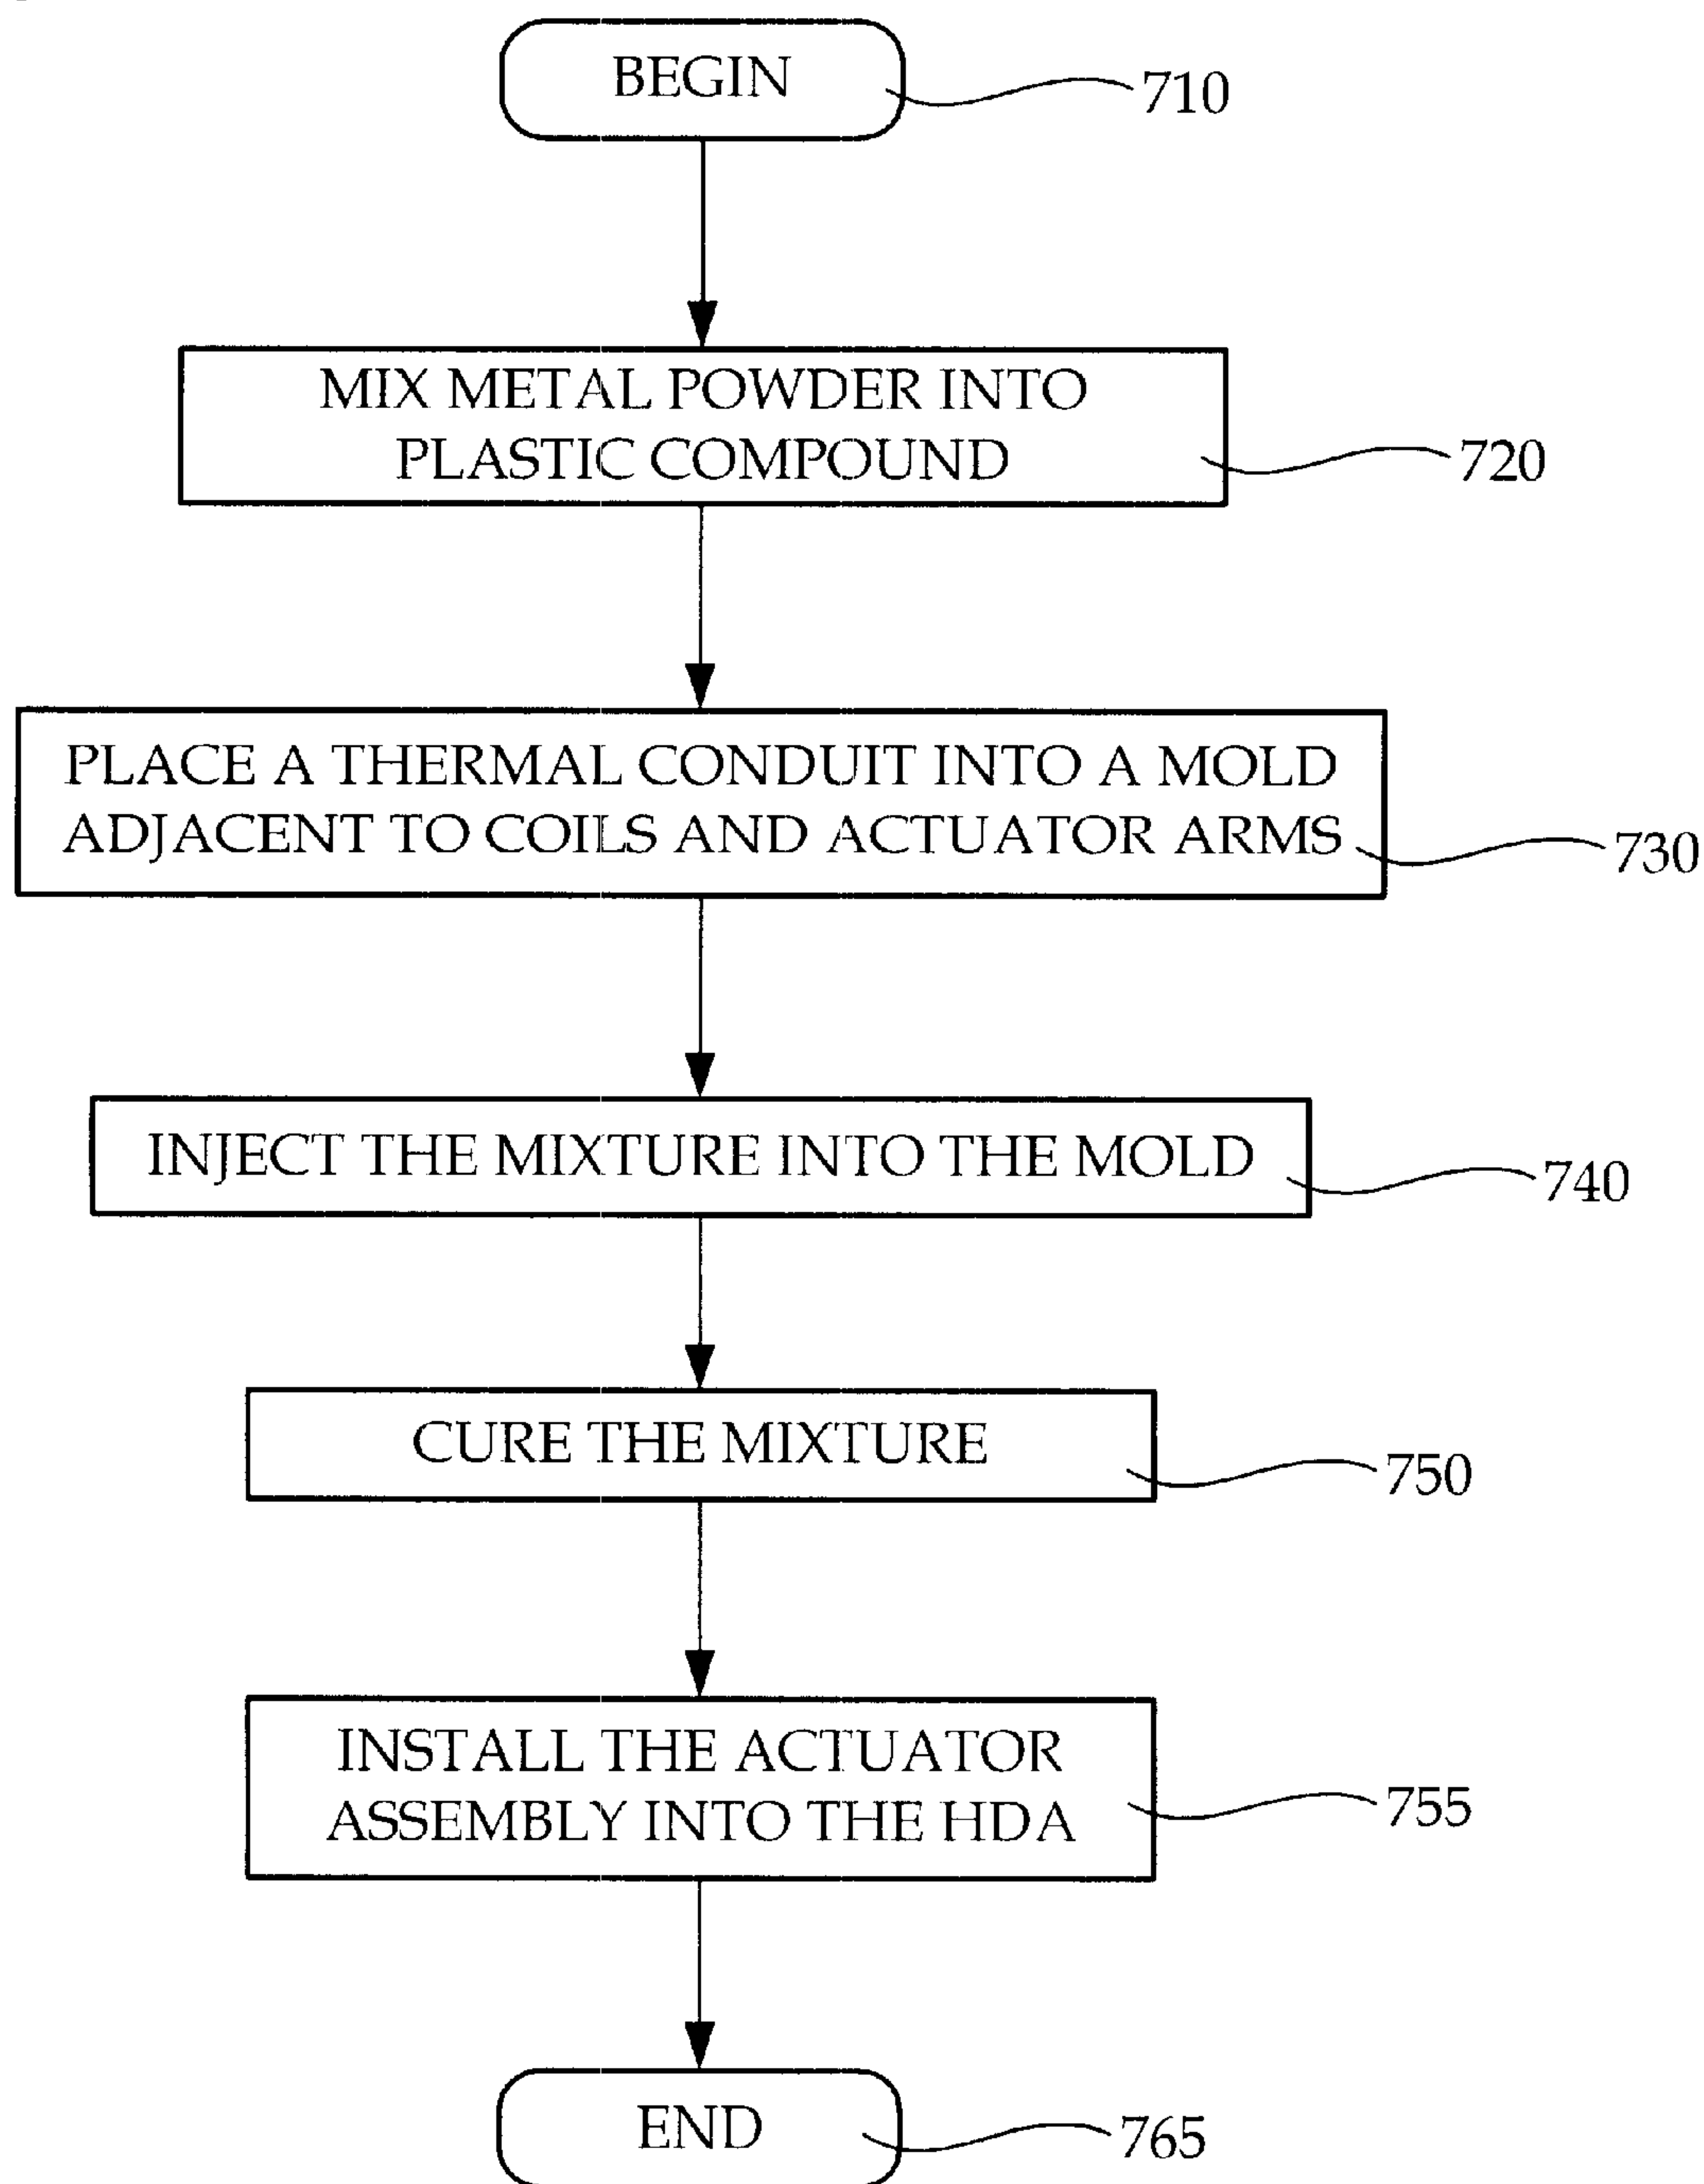 BEGIN
710
MIX METAL POWDER INTO
PLASTIC COMPOUND
720
PLACE A THERMAL CONDUIT INTO A MOLD
ADJACENT TO COILS AND ACTUATOR ARMS
730
INJECT THE MIXTURE INTO THE MOLD
740
CURE THE MIXTURE
750
INSTALL THE ACTUATOR
ASSEMBLY INTO THE HDA
755
END
765